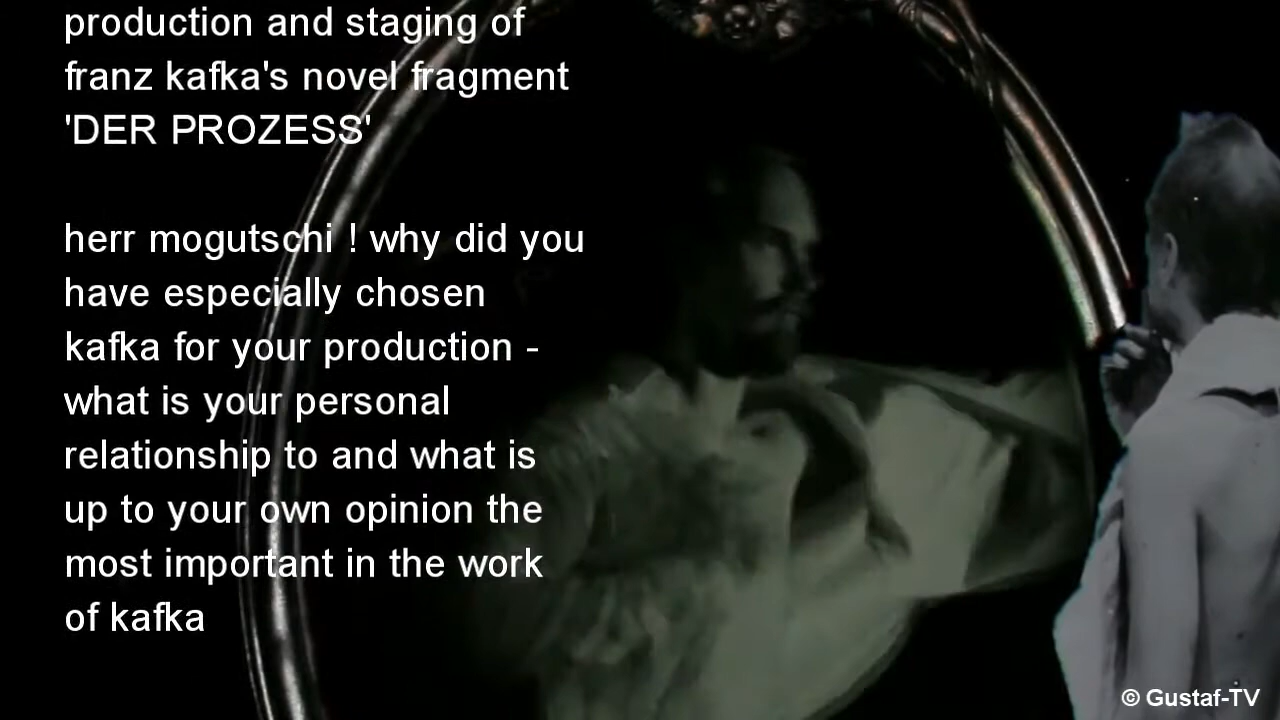 production and staging of
franz kafka's novel fragment
'DER PROZESS'
herr mogutschi ! why did you
have especially chosen
kafka for your production -
what is your personal
relationship to and what is
up to your own opinion the
most important in the work
of kafka
© Gustaf-TV